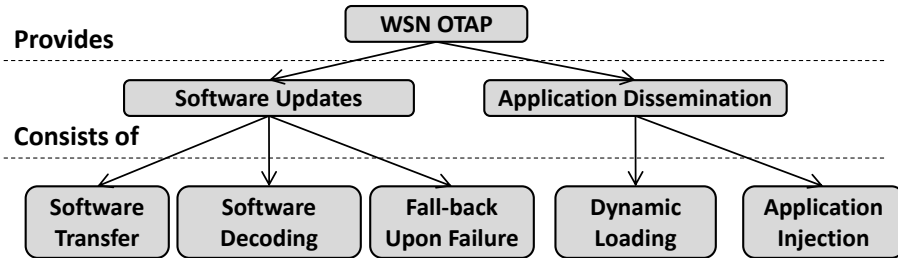 WSN OTAP
Provides
Software Updates
Application Dissemination
Consists of
Software
Transfer
Software
Decoding
Fall-back
Upon Failure
Dynamic
Loading
Application
Injection